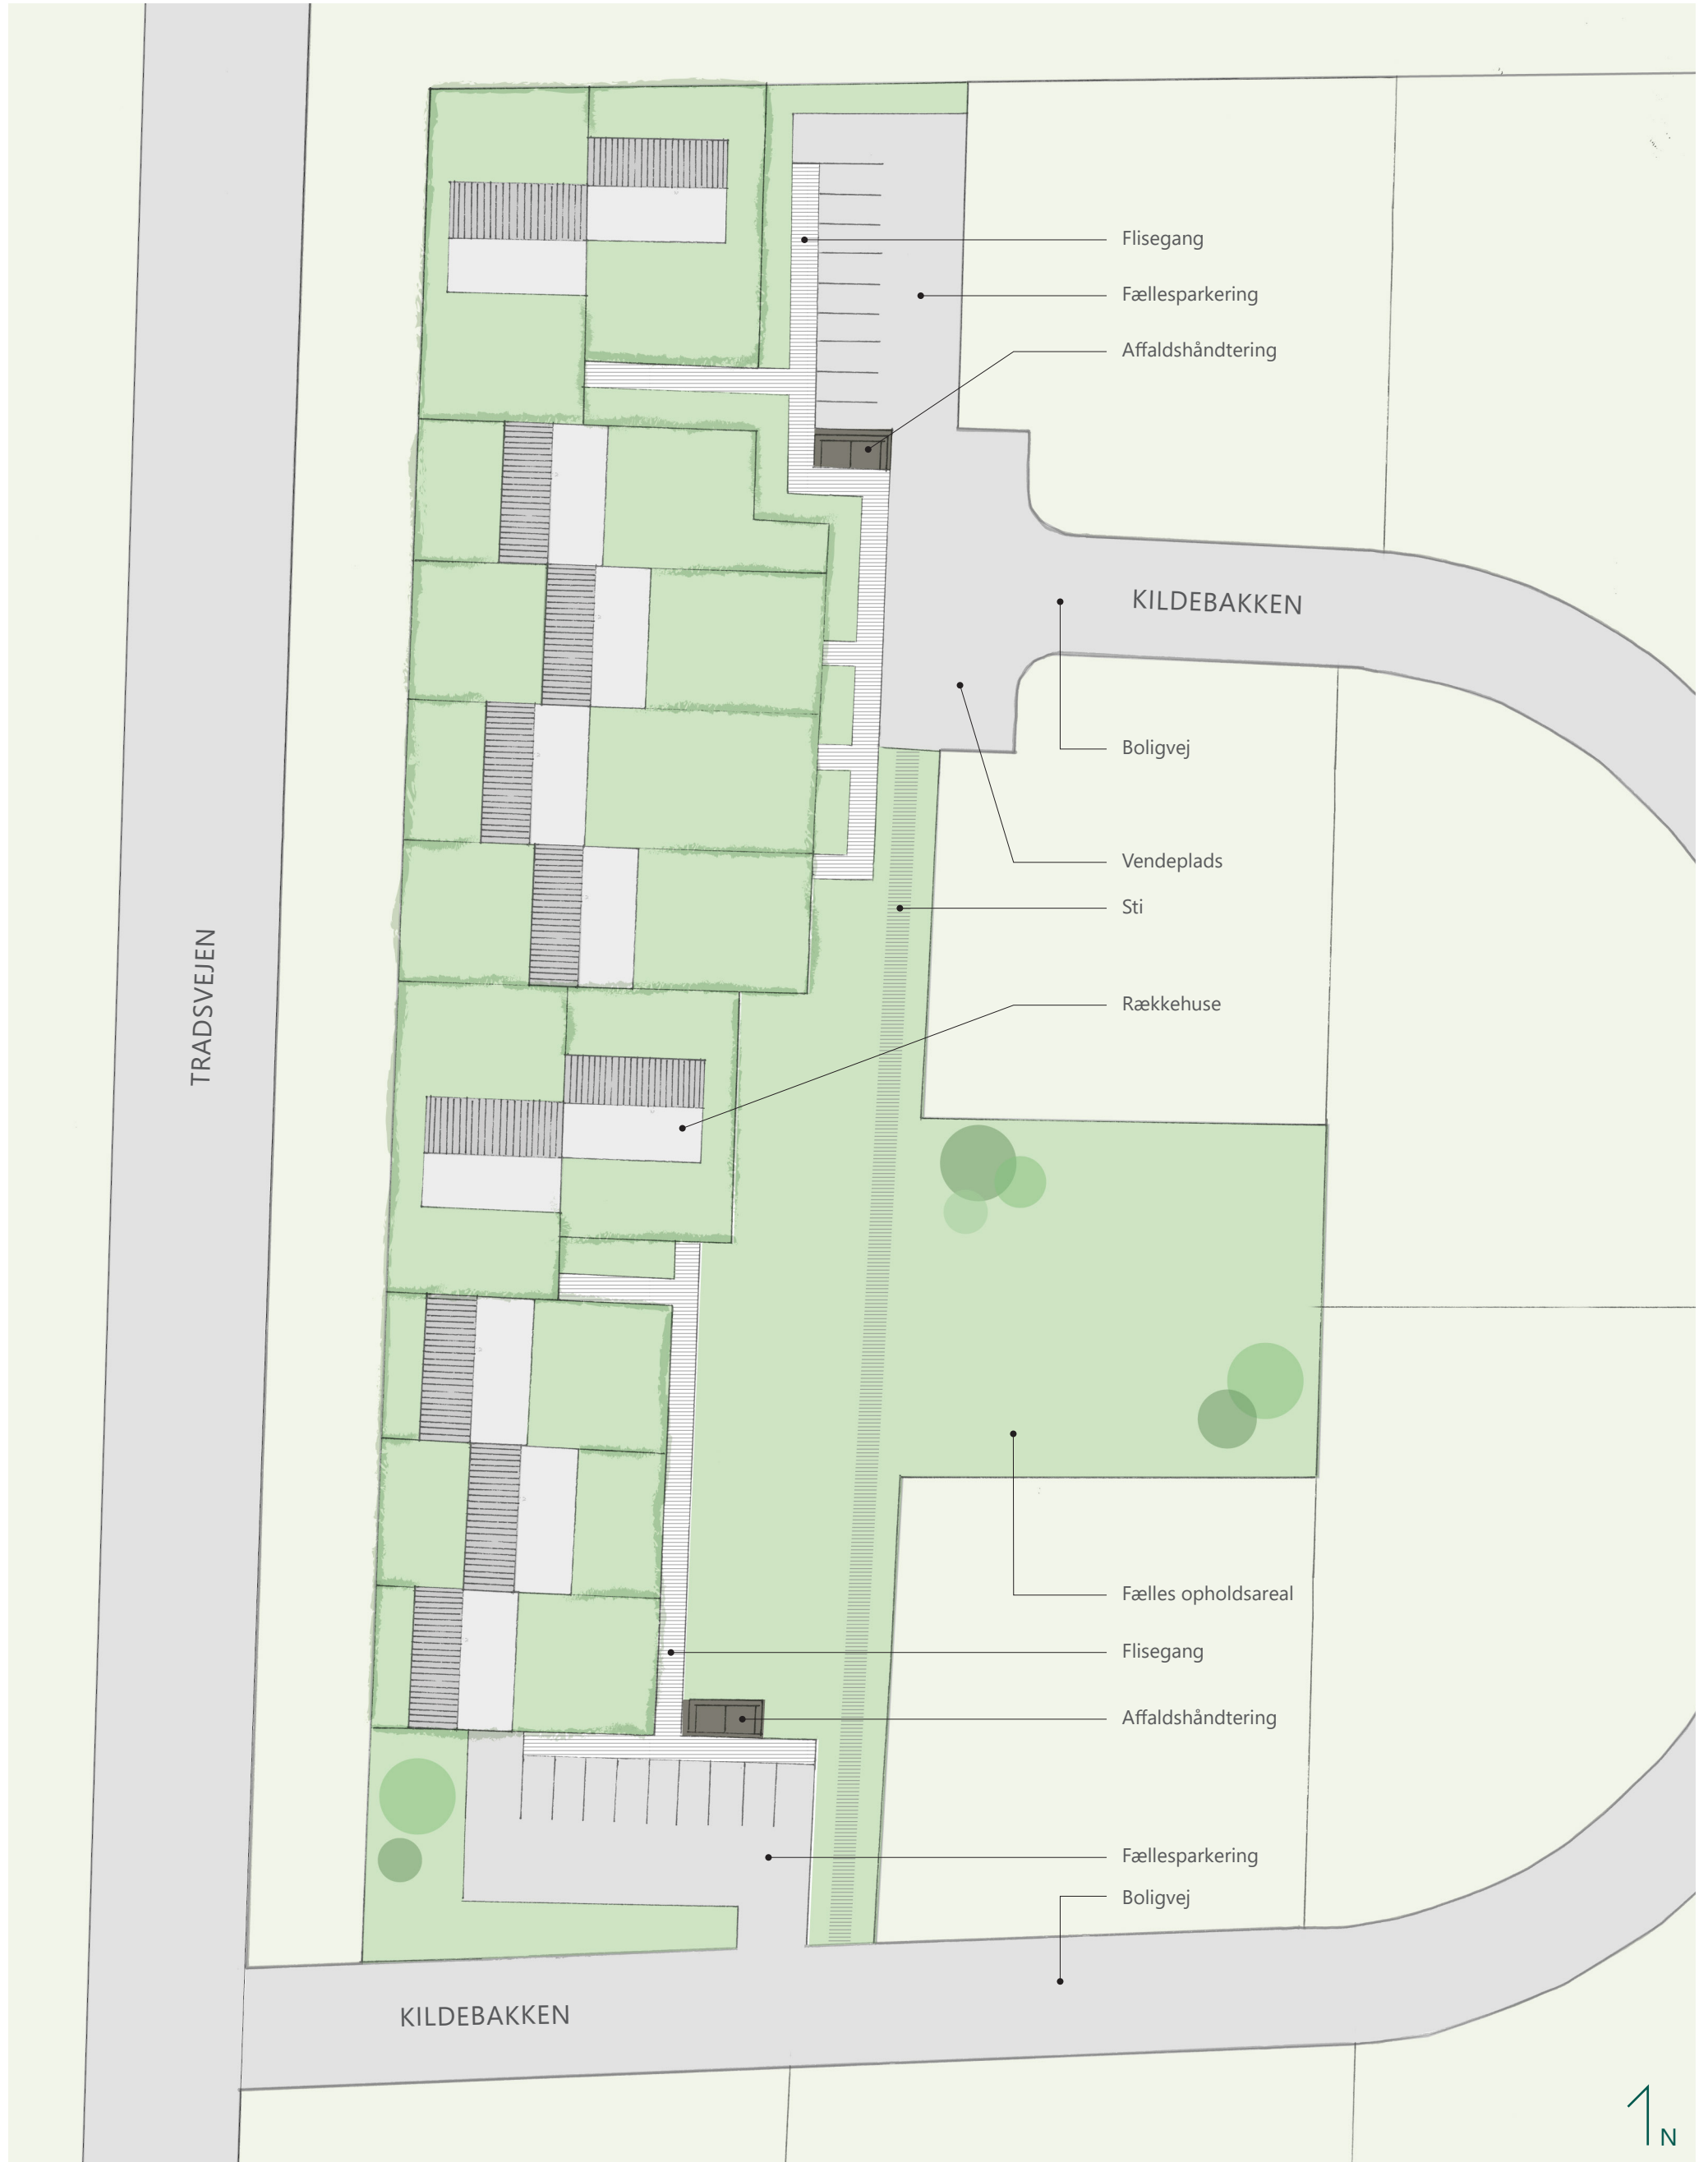 Flisegang
Fællesparkering
Affaldshåndtering
KILDEBAKKEN
Boligvej
Vendeplads
Sti
TRADSVEJEN
Rækkehuse
Fælles opholdsareal
Flisegang
Affaldshåndtering
Fællesparkering
Boligvej
KILDEBAKKEN
N